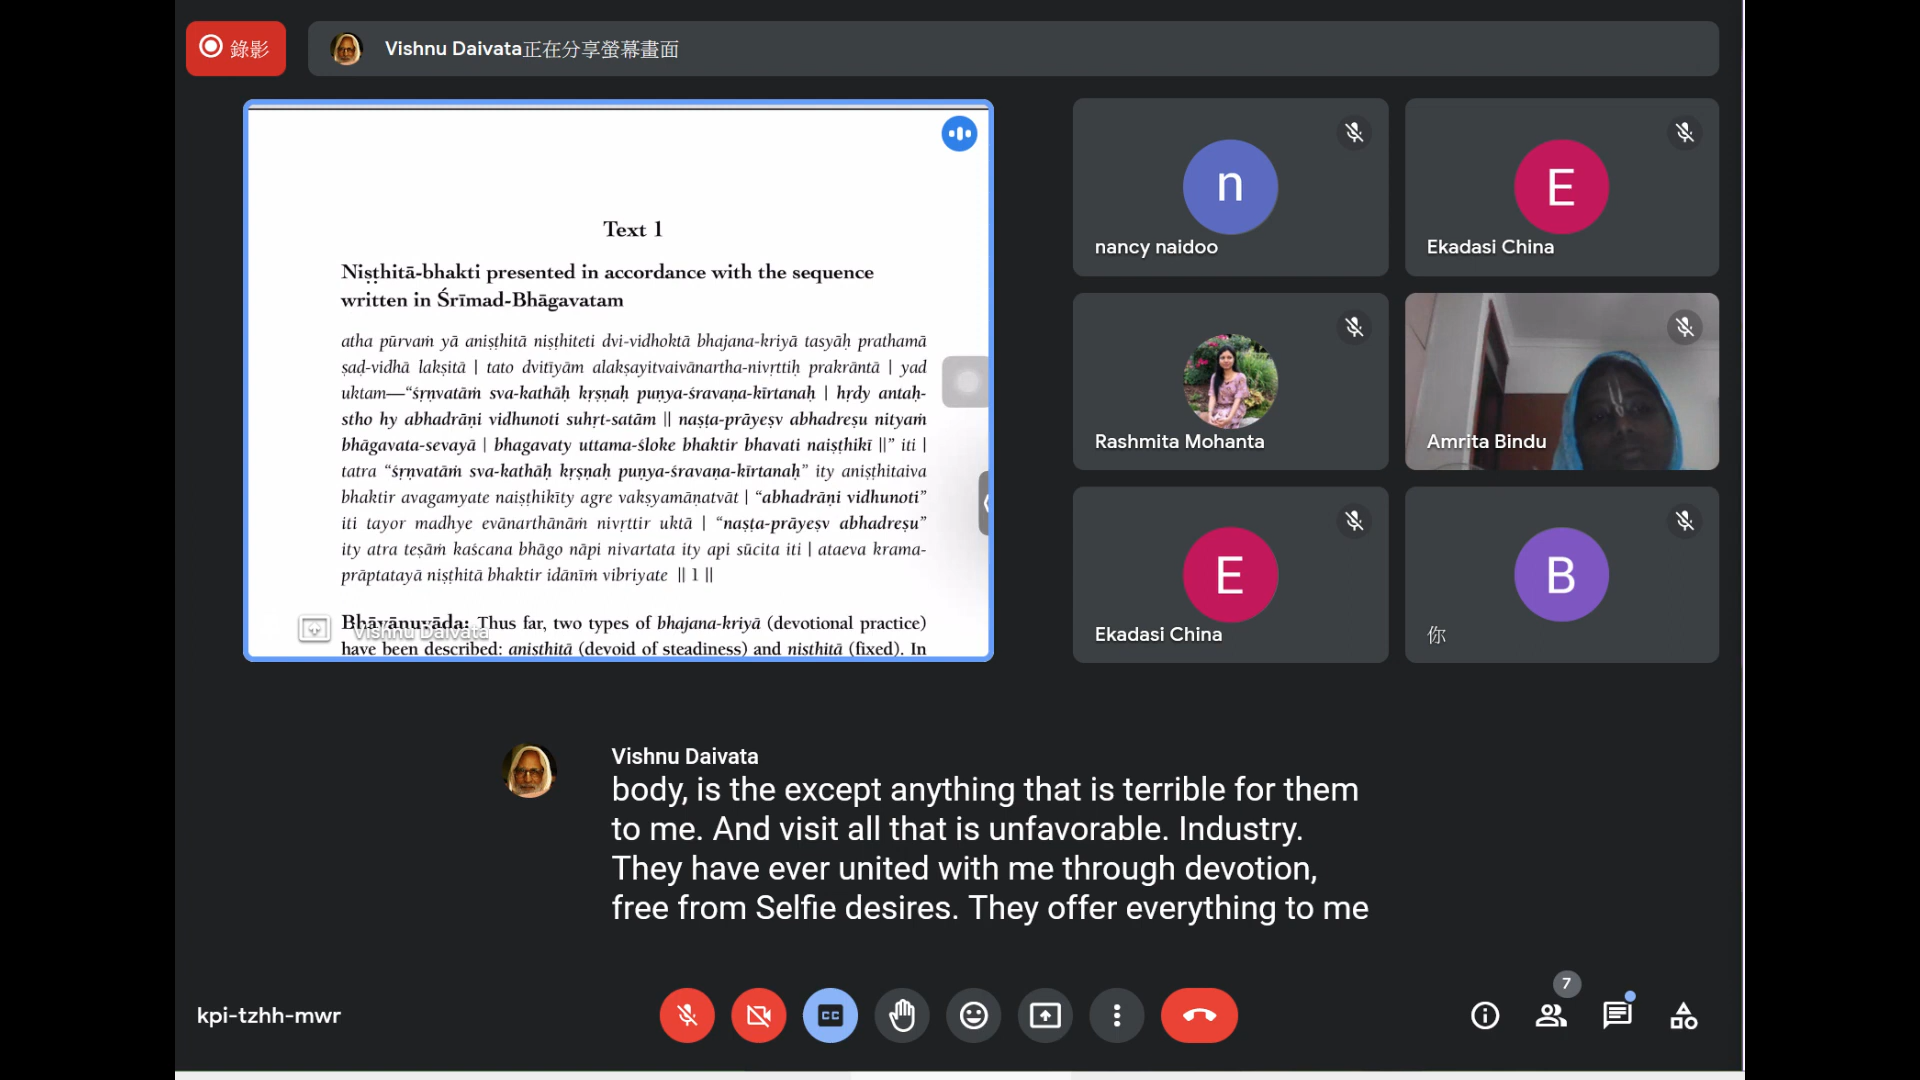 錄影
Vishnu Daivata正在分享螢幕畫面
Text 1
Niṣṭhitā-bhakti presented in accordance with the sequence
written in Śrīmad-Bhāgavatam
atha pūrvaṁ yā aniṣṭhitā niṣṭhiteti dvi-vidhoktā bhajana-kriyā tasyāḥ prathamā
ṣaḍ-vidhā lakṣitā | tato dvitīyām alakṣayitvaivānartha-nivṛttiḥ prakrāntā | yad
uktam—“śṛṇvatāṁ sva-kathāḥ kṛṣṇaḥ puṇya-śravaṇa-kīrtanaḥ | hṛdy antaḥ-
stho hy abhadrāṇi vidhunoti suhṛt-satām || naṣṭa-prāyeṣv abhadreṣu nityaṁ
bhāgavata-sevayā | bhagavaty uttama-śloke bhaktir bhavati naiṣṭhikī ||” iti |
tatra “śṛṇvatāṁ sva-kathāḥ kṛṣṇaḥ puṇya-śravaṇa-kīrtanaḥ” ity aniṣṭhitaiva
bhaktir avagamyate naiṣṭhikīty agre vakṣyamāṇatvāt | “abhadrāṇi vidhunoti”
iti tayor madhye evānarthānāṁ nivṛttir uktā | “naṣṭa-prāyeṣv abhadreṣu”
ity atra teṣāṁ kaścana bhāgo nāpi nivartata ity api sūcita iti | ataeva krama-
prāptatayā niṣṭhitā bhaktir idānīṁ vibriyate || 1 ||
Bhāvānuvāda: Thus far, two types of bhajana-kriyā (devotional practice)
Vishnu Daivata
have been described: aniṣṭhitā (devoid of steadiness) and niṣṭhitā (fixed). In
n
nancy naidoo
E
Ekadasi China
Rashmita Mohanta
Amrita Bindu
E
Ekadasi China
B
你
Vishnu Daivata
body, is the except anything that is terrible for them
to me. And visit all that is unfavorable. Industry.
They have ever united with me through devotion,
free from Selfie desires. They offer everything to me
kpi-tzhh-mwr
CC
7